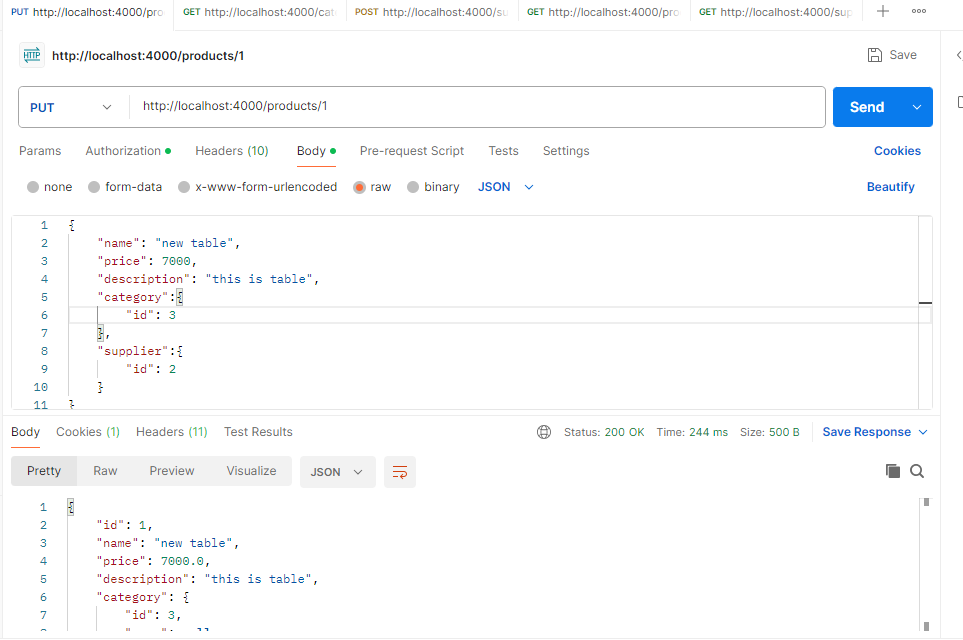 PUT http://localhost:4000/pro GET http://localhost:4000/cat POST http://localhost:4000/su GET http://localhost:4000/pro GET http://localhost:4000/sup
HTTP http://localhost:4000/products/1 Save
PUT http://localhost:4000/products/1 Send
Params Authorization Headers (10) Body Pre-request Script Tests Settings Cookies
none form-data x-www-form-urlencoded raw binary JSON Beautify
1 {
2 "name": "new table",
3 "price": 7000,
4 "description": "this is table",
5 "category":{
6 "id": 3
7 },
8 "supplier":{
9 "id": 2
10 }
11 }
Body Cookies (1) Headers (11) Test Results Status: 200 OK Time: 244 ms Size: 500 B Save Response
Pretty Raw Preview Visualize JSON
1 {
2 "id": 1,
3 "name": "new table",
4 "price": 7000.0,
5 "description": "this is table",
6 "category": {
7 "id": 3,